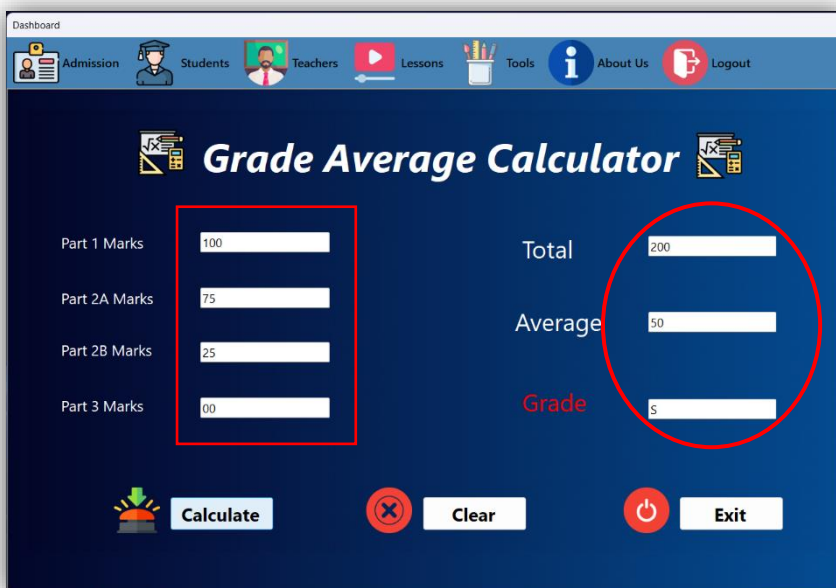 Dashboard
Admission Students Teachers Lessons Tools About Us Logout
Grade Average Calculator
Part 1 Marks 100
Part 2A Marks 75
Part 2B Marks 25
Part 3 Marks 00
Total 200
Average 50
Grade S
Calculate Clear Exit